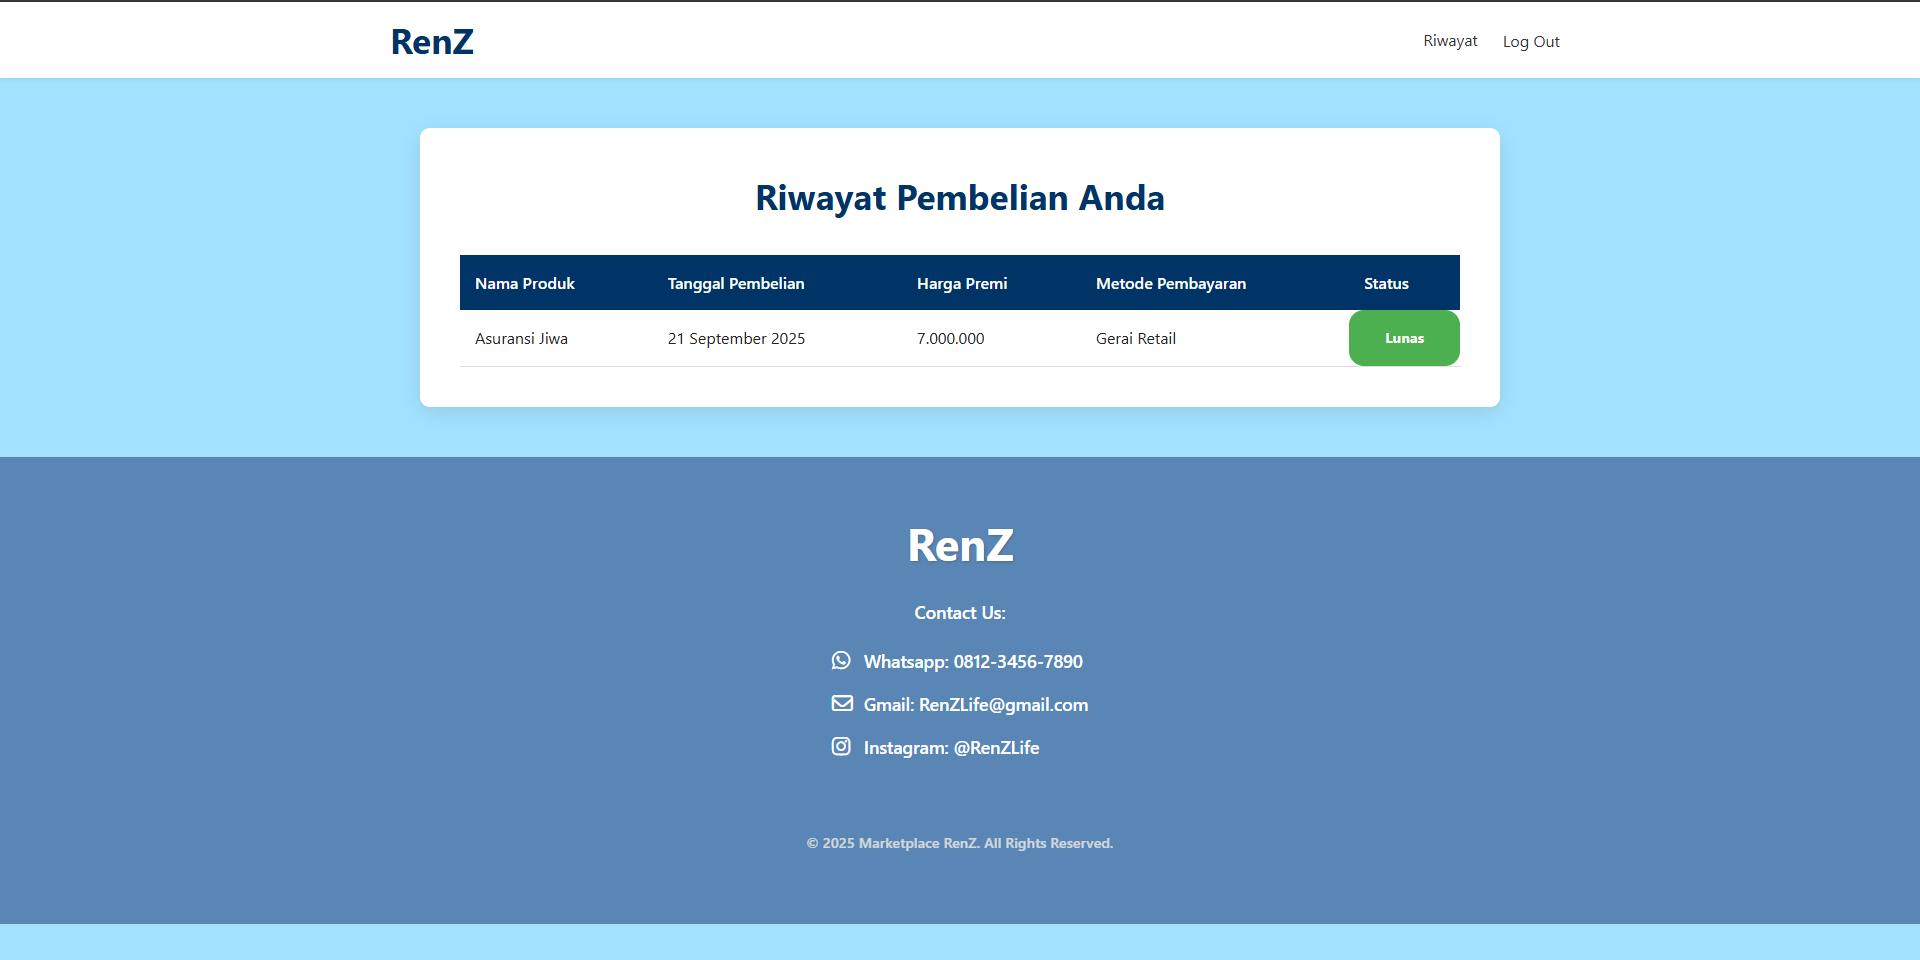 RenZ
Riwayat Log Out
Riwayat Pembelian Anda
Nama Produk Tanggal Pembelian Harga Premi Metode Pembayaran Status
Asuransi Jiwa 21 September 2025 7.000.000 Gerai Retail Lunas
RenZ
Contact Us:
Whatsapp: 0812-3456-7890
Gmail: RenZLife@gmail.com
Instagram: @RenZLife
© 2025 Marketplace RenZ. All Rights Reserved.